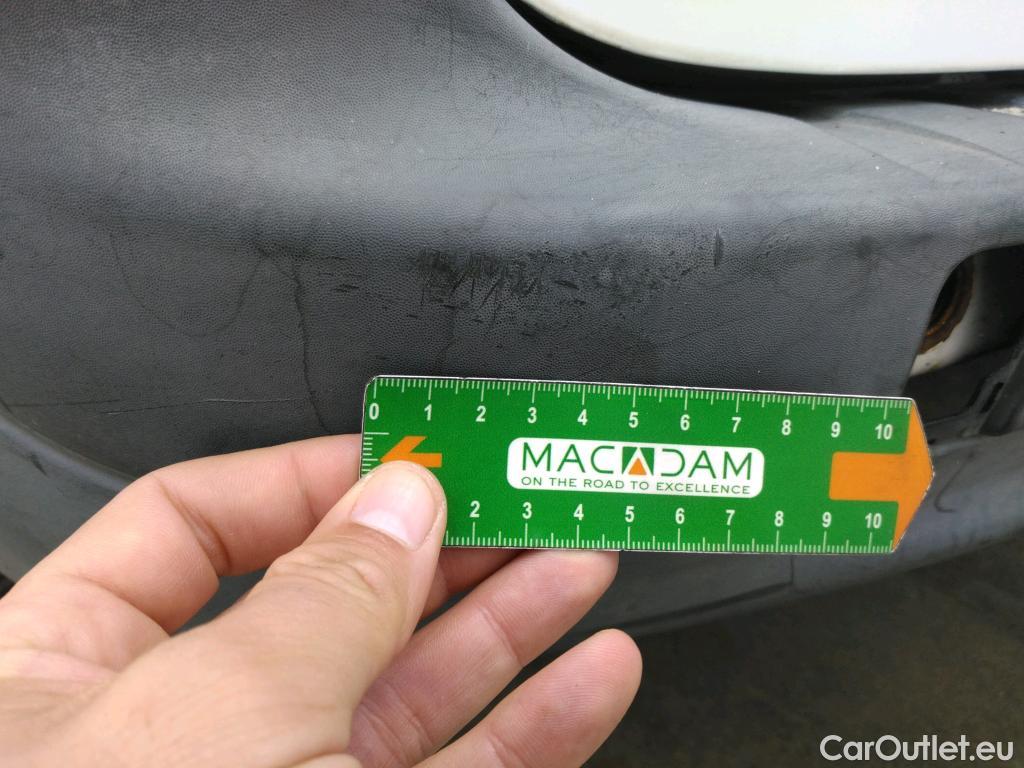 0 1 2 3 4 5 6 7 8 9 10
MACADAM
ON THE ROAD TO EXCELLENCE
2 3 4 5 6 7 8 9 10
CarOutlet.eu